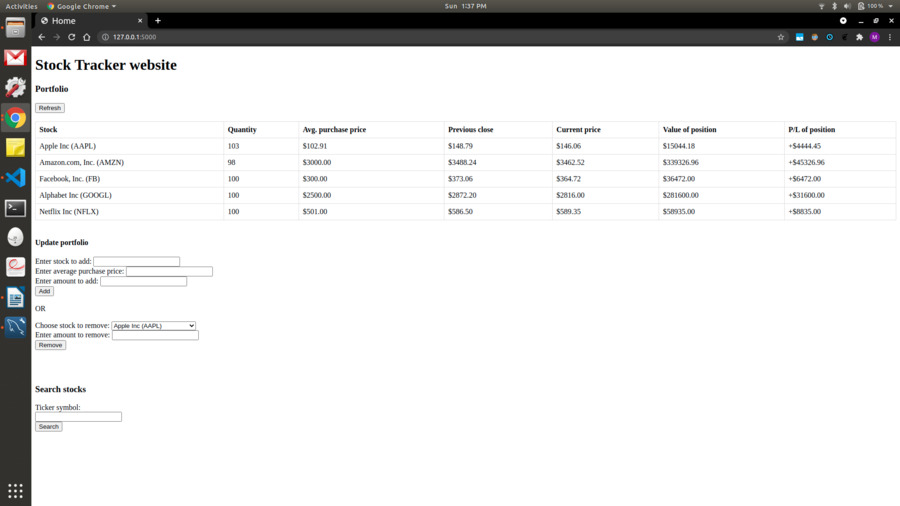 Activities Google Chrome Sun 1:37 PM 100 %
Home
127.0.0.1:5000 M
Stock Tracker website
Portfolio
Refresh
Stock Quantity Avg. purchase price Previous close Current price Value of position P/L of position
Apple Inc (AAPL) 103 $102.91 $148.79 $146.06 $15044.18 +$4444.45
Amazon.com, Inc. (AMZN) 98 $3000.00 $3488.24 $3462.52 $339326.96 +$45326.96
Facebook, Inc. (FB) 100 $300.00 $373.06 $364.72 $36472.00 +$6472.00
Alphabet Inc (GOOGL) 100 $2500.00 $2872.20 $2816.00 $281600.00 +$31600.00
Netflix Inc (NFLX) 100 $501.00 $586.50 $589.35 $58935.00 +$8835.00
Update portfolio
Enter stock to add:
Enter average purchase price:
Enter amount to add:
Add
OR
Choose stock to remove: Apple Inc (AAPL)
Enter amount to remove:
Remove
Search stocks
Ticker symbol:
Search